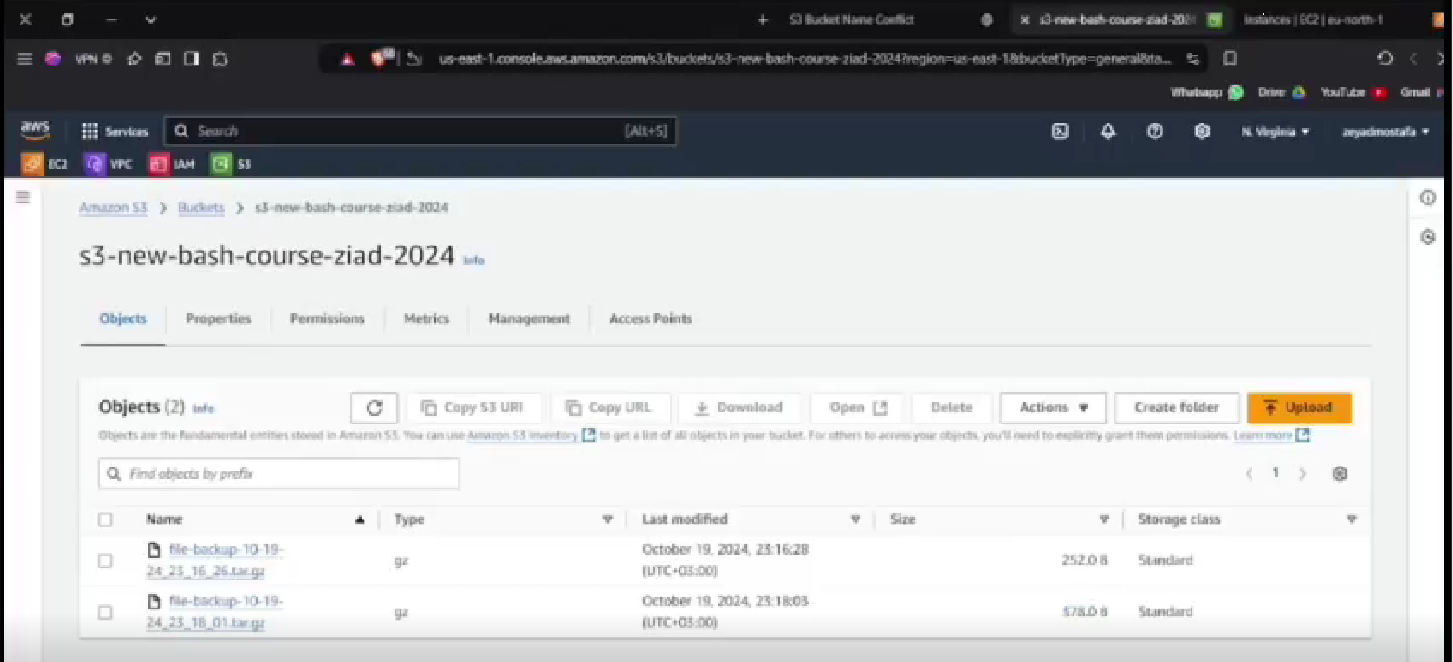 S3 Bucket Name Conflict
s3-new-bash-course-ziad-202
Instances | EC2 | eu-north-1
VPN
us-east-1.console.aws.amazon.com/s3/buckets/s3-new-bash-course-ziad-2024?region=us-east-1&bucketType=general&ta...
Whatsapp Drive YouTube Gmail
aws Services Search [Alt+S] N. Virginia zeyadmostafa
EC2 VPC IAM S3
Amazon S3 > Buckets > s3-new-bash-course-ziad-2024
s3-new-bash-course-ziad-2024 Info
Objects Properties Permissions Metrics Management Access Points
Objects (2) Info Copy S3 URI Copy URL Download Open Delete Actions Create folder Upload
Objects are the fundamental entities stored in Amazon S3. You can use Amazon S3 inventory to get a list of all objects in your bucket. For others to access your objects, you'll need to explicitly grant them permissions. Learn more
Find objects by prefix
1
Name Type Last modified Size Storage class
file-backup-10-19-
24_23_16_26.tar.gz
gz
October 19, 2024, 23:16:28
(UTC+03:00)
252.0 B
Standard
file-backup-10-19-
24_23_18_01.tar.gz
gz
October 19, 2024, 23:18:03
(UTC+03:00)
578.0 B
Standard